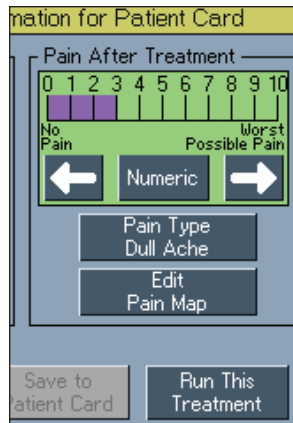 mation for Patient Card
Pain After Treatment
0 1 2 3 4 5 6 7 8 9 10
No Pain
Worst Possible Pain
Numeric
Pain Type
Dull Ache
Edit
Pain Map
Save to
Patient Card
Run This
Treatment